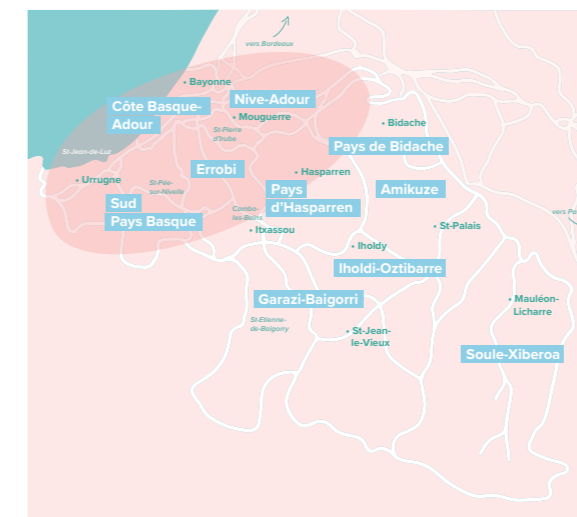 vers Bordeaux
• Bayonne
Côte Basque-
Adour
Nive-Adour
• Mouguerre
• Bidache
St-Pierre
d'Irube
Pays de Bidache
St-Jean-de-Luz
Errobi
• Hasparren
• Urrugne
St-Pée-
sur-Nivelle
Pays
d'Hasparren
Amikuze
Sud
Pays Basque
Cambo-
les-Bains
• Itxassou
• St-Palais
vers Pa
• Iholdy
Iholdi-Oztibarre
Garazi-Baigorri
• Mauléon-
Licharre
St-Etienne-
de-Baigorry
• St-Jean-
le-Vieux
Soule-Xiberoa